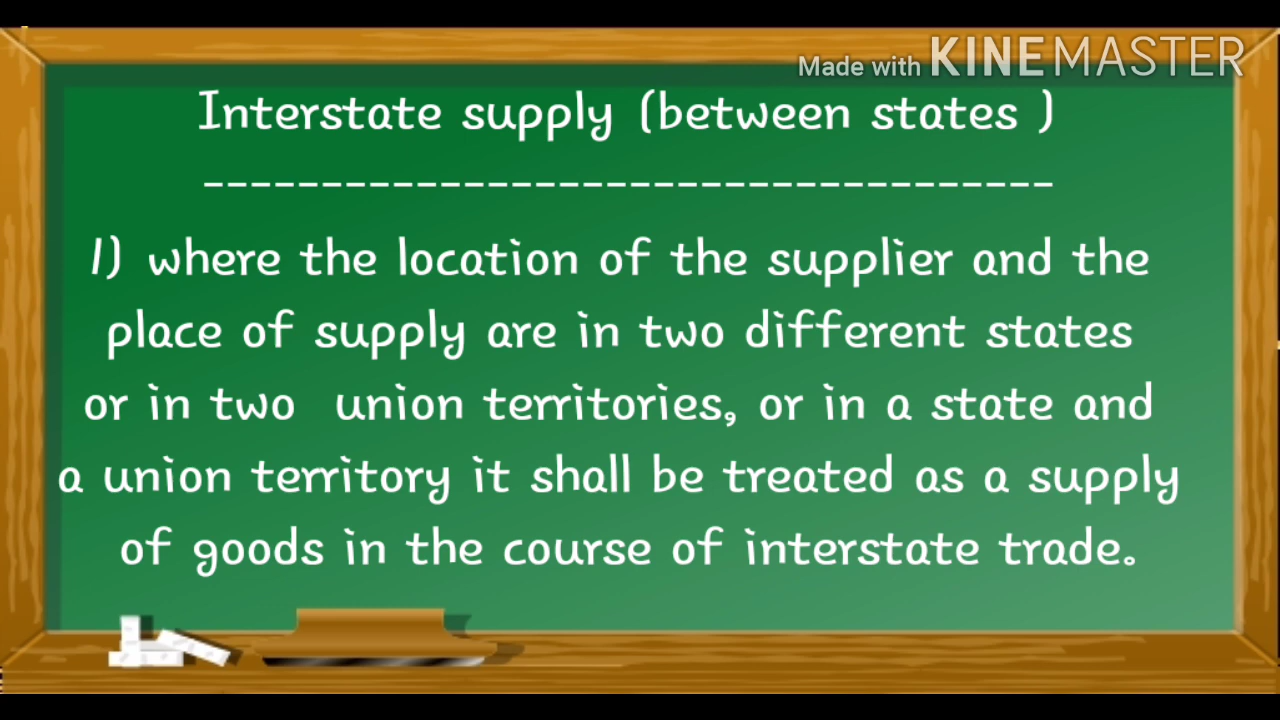 Made with KINEMASTER
Interstate supply (between states )
-----------------------------------
1) where the location of the supplier and the
place of supply are in two different states
or in two union territories, or in a state and
a union territory it shall be treated as a supply
of goods in the course of interstate trade.